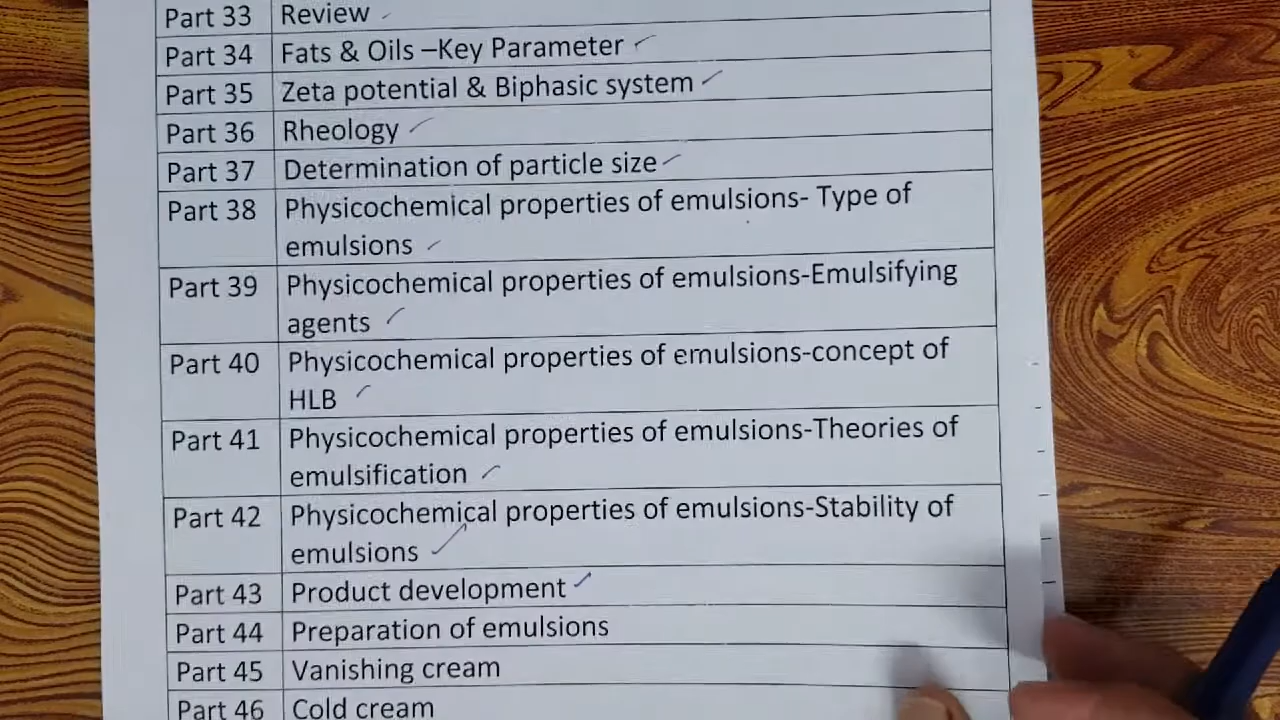 Part 33 Review
Part 34 Fats & Oils –Key Parameter
Part 35 Zeta potential & Biphasic system
Part 36 Rheology
Part 37 Determination of particle size
Part 38 Physicochemical properties of emulsions- Type of
emulsions
Part 39 Physicochemical properties of emulsions-Emulsifying
agents
Part 40 Physicochemical properties of emulsions-concept of
HLB
Part 41 Physicochemical properties of emulsions-Theories of
emulsification
Part 42 Physicochemical properties of emulsions-Stability of
emulsions
Part 43 Product development
Part 44 Preparation of emulsions
Part 45 Vanishing cream
Part 46 Cold cream